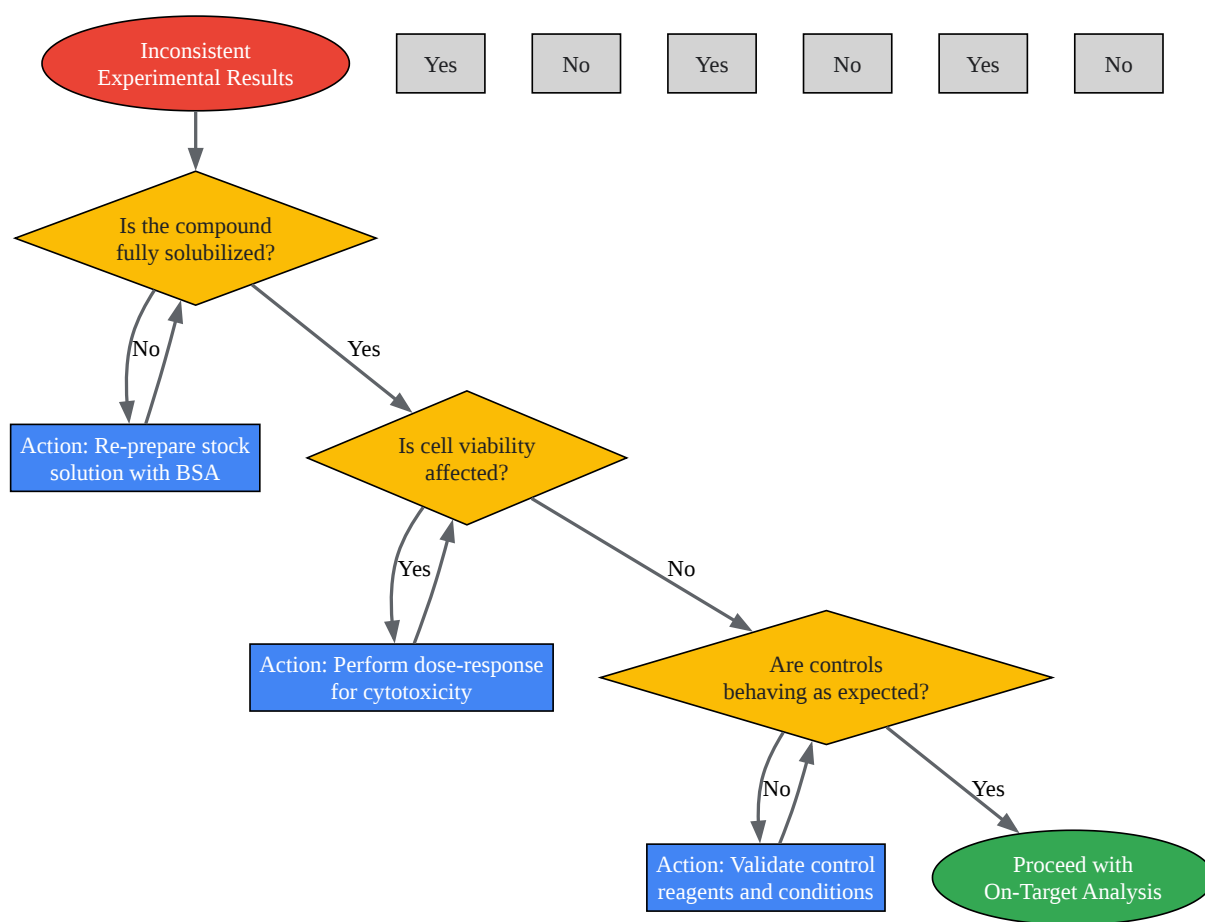 Inconsistent
Experimental Results
Yes
No
Yes
No
Yes
No
Is the compound
fully solubilized?
No
Yes
Action: Re-prepare stock
solution with BSA
Is cell viability
affected?
Yes
No
Action: Perform dose-response
for cytotoxicity
Are controls
behaving as expected?
No
Yes
Action: Validate control
reagents and conditions
Proceed with
On-Target Analysis